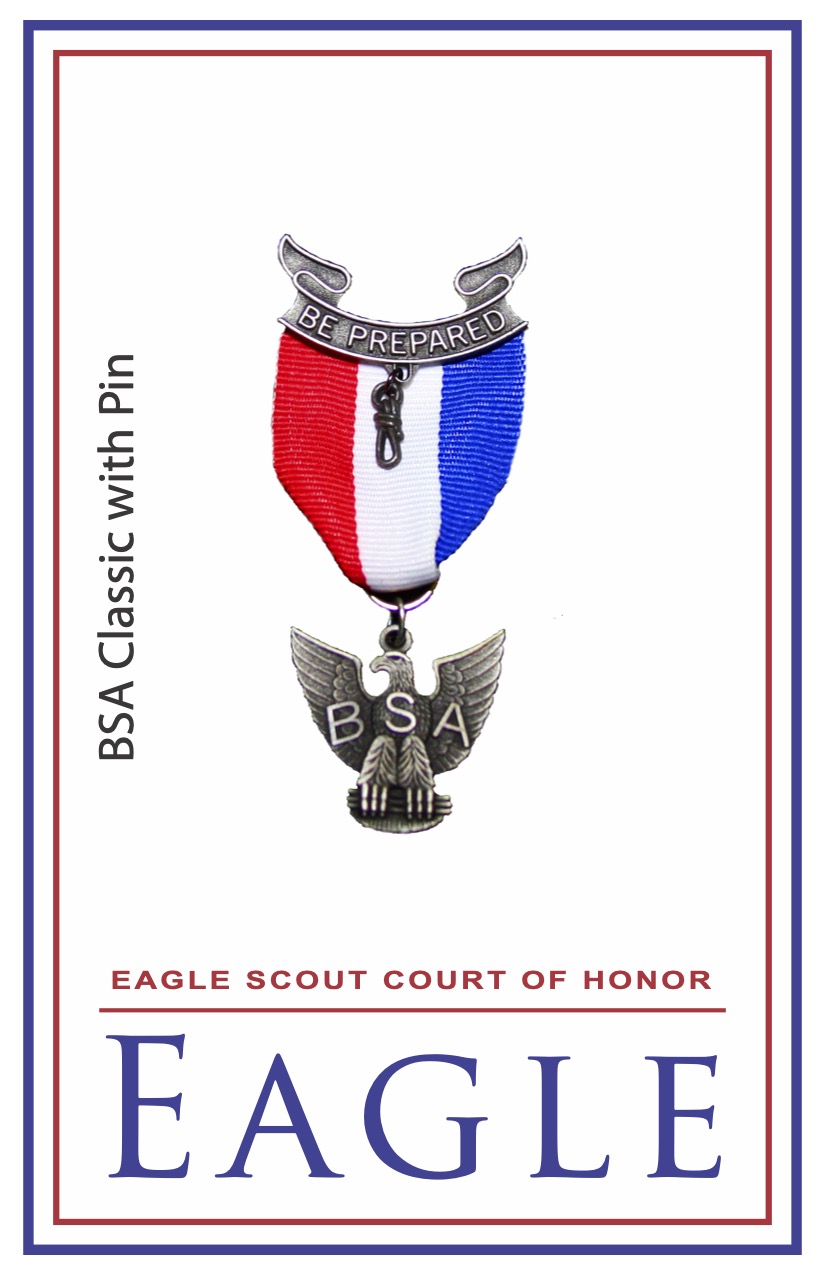 BE PREPARED
BSA Classic with Pin
BSA
EAGLE SCOUT COURT OF HONOR
EAGLE